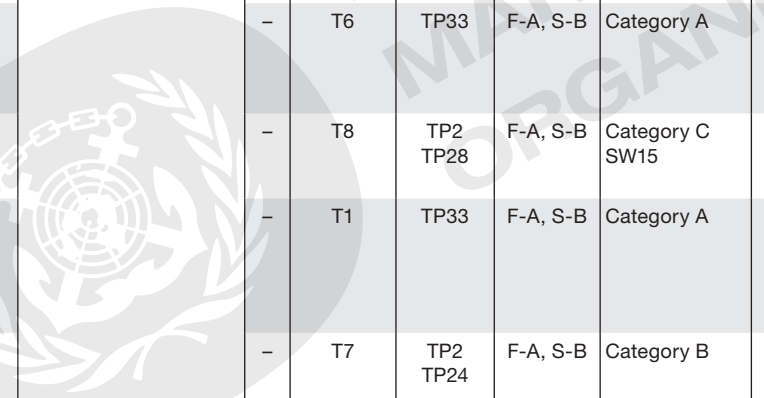 – T6 TP33 F-A, S-B Category A
– T8 TP2 F-A, S-B Category C
TP28 SW15
– T1 TP33 F-A, S-B Category A
– T7 TP2 F-A, S-B Category B
TP24